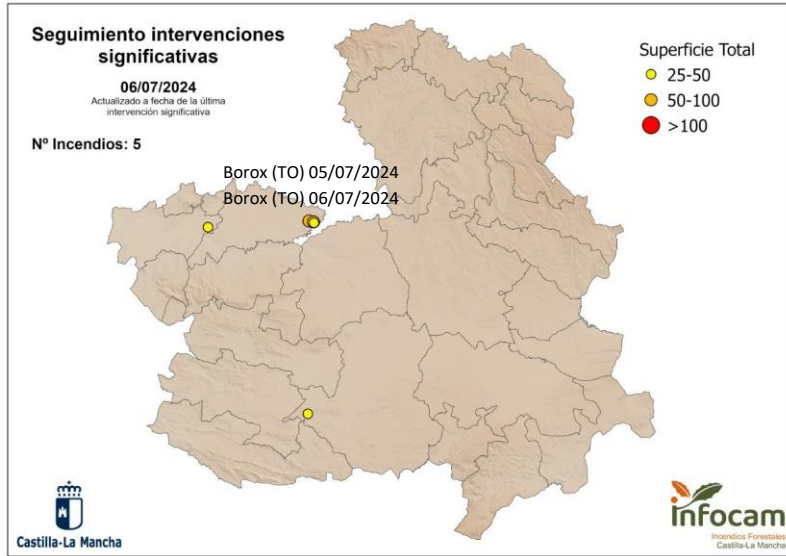 Seguimiento intervenciones
significativas
06/07/2024
Actualizado a fecha de la última
intervención significativa
Nº Incendios: 5
Superficie Total
25-50
50-100
>100
Borox (TO) 05/07/2024
Borox (TO) 06/07/2024
Castilla-La Mancha
infocam
Incendios Forestales
Castilla-La Mancha